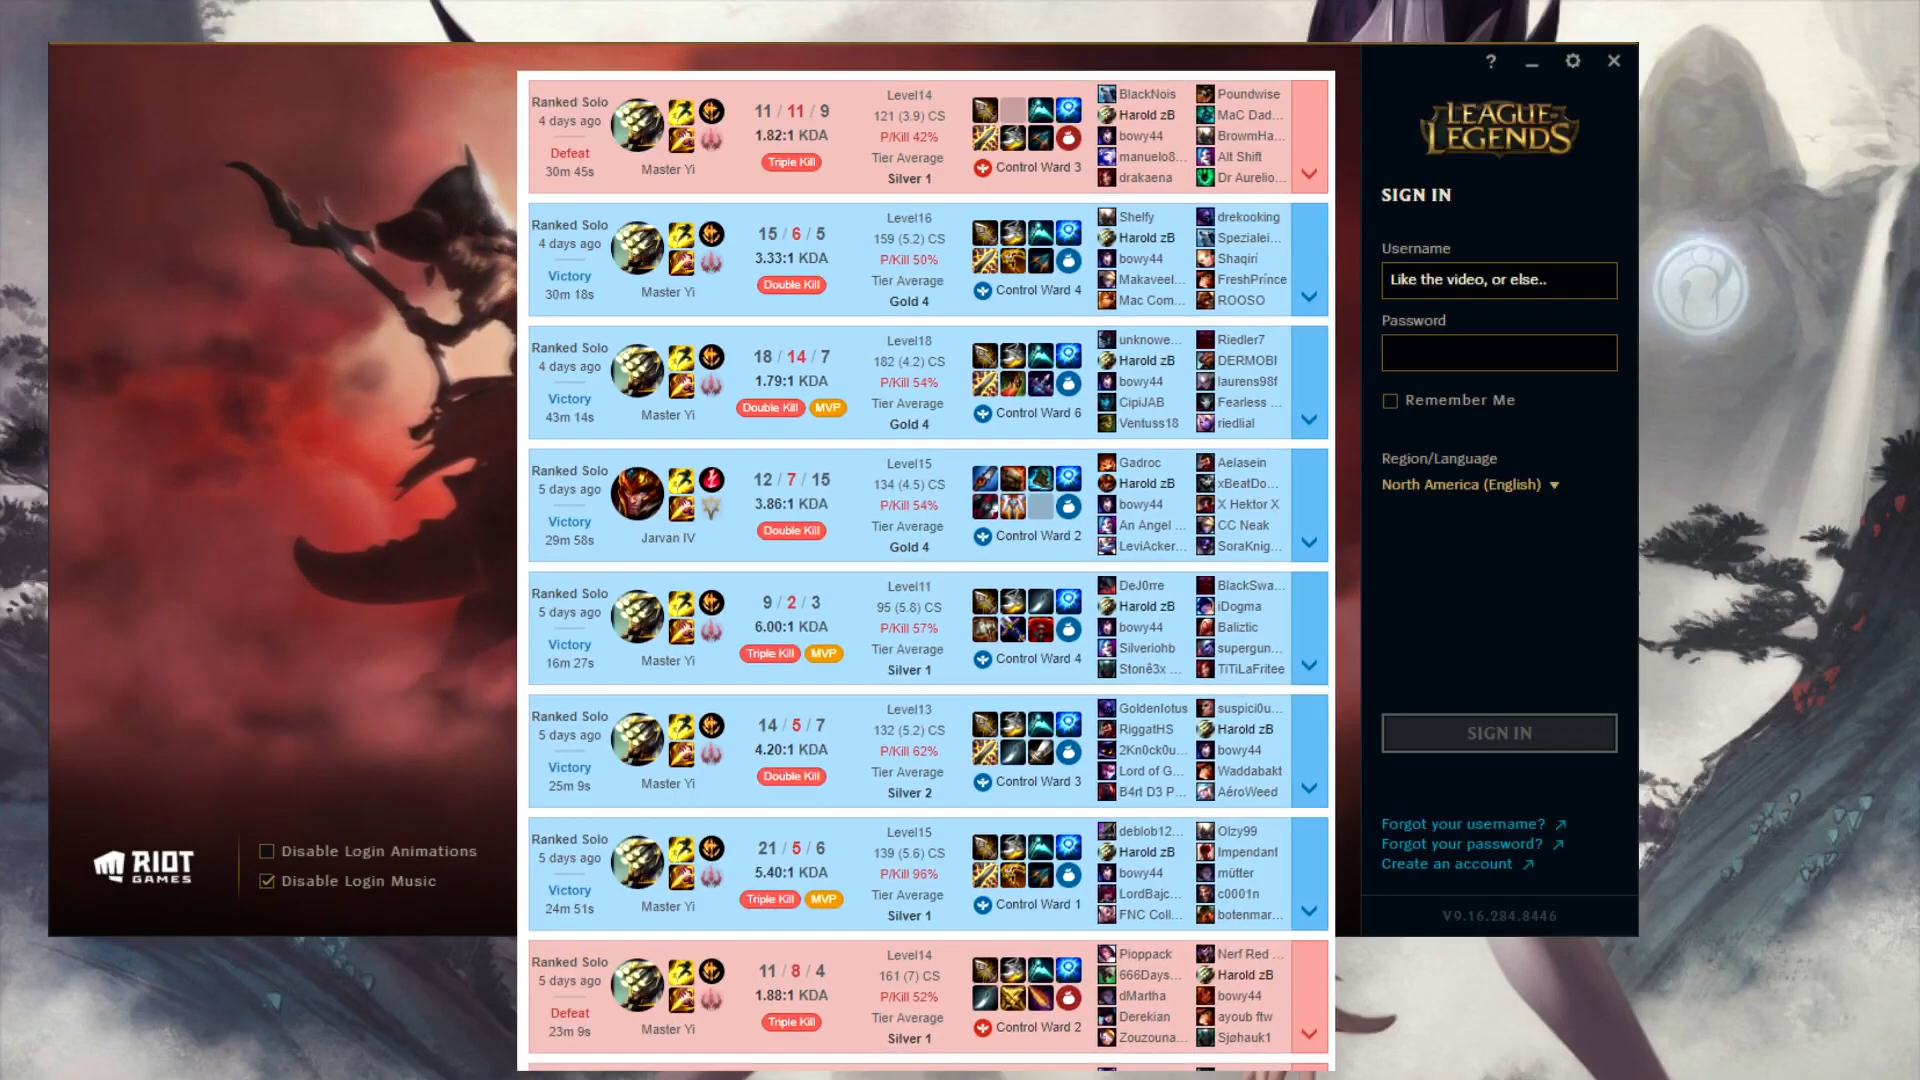 Ranked Solo
4 days ago
Defeat
30m 45s
Master Yi
11 / 11 / 9
1.82:1 KDA
Triple Kill
Level14
121 (3.9) CS
P/Kill 42%
Tier Average
Silver 1
Control Ward 3
BlackNois
Harold zB
bowy44
manuelo8...
drakaena
Poundwise
MaC Dad...
BrowmHa...
Alt Shift
Dr Aurelio...
Ranked Solo
4 days ago
Victory
30m 18s
Master Yi
15 / 6 / 5
3.33:1 KDA
Double Kill
Level16
159 (5.2) CS
P/Kill 50%
Tier Average
Gold 4
Control Ward 4
Shelfy
Harold zB
bowy44
Makaveel...
Mac Com...
drekooking
Spezialei...
Shaqirí
FreshPrínce
ROOSO
Ranked Solo
4 days ago
Victory
43m 14s
Master Yi
18 / 14 / 7
1.79:1 KDA
Double Kill
MVP
Level18
182 (4.2) CS
P/Kill 54%
Tier Average
Gold 4
Control Ward 6
unknowe...
Harold zB
bowy44
CipiJAB
Ventuss18
Riedler7
DERMOBI
laurens98f
Fearless ...
riedlial
Ranked Solo
5 days ago
Victory
29m 58s
Jarvan IV
12 / 7 / 15
3.86:1 KDA
Double Kill
Level15
134 (4.5) CS
P/Kill 54%
Tier Average
Gold 4
Control Ward 2
Gadroc
Harold zB
bowy44
An Angel ...
LeviAcker...
Aelasein
xBeatDo...
X Hektor X
CC Neak
SoraKnig...
Ranked Solo
5 days ago
Victory
16m 27s
Master Yi
9 / 2 / 3
6.00:1 KDA
Triple Kill
MVP
Level11
95 (5.8) CS
P/Kill 57%
Tier Average
Silver 1
Control Ward 4
DeJ0rre
Harold zB
bowy44
Silveriohb
Stonê3x ...
BlackSwa...
iDogma
Baliztic
supergun...
TiTiLaFritee
Ranked Solo
5 days ago
Victory
25m 9s
Master Yi
14 / 5 / 7
4.20:1 KDA
Double Kill
Level13
132 (5.2) CS
P/Kill 62%
Tier Average
Silver 2
Control Ward 3
Goldenlotus
RiggatHS
2Kn0ck0u...
Lord of G...
B4rt D3 P...
suspici0u...
Harold zB
bowy44
Waddabakt
AéroWeed
Ranked Solo
5 days ago
Victory
24m 51s
Master Yi
21 / 5 / 6
5.40:1 KDA
Triple Kill
MVP
Level15
139 (5.6) CS
P/Kill 96%
Tier Average
Silver 1
Control Ward 1
deblob12...
Harold zB
bowy44
LordBajc...
FNC Coll...
Olzy99
Impendant
müfter
c0001n
botenmar...
Ranked Solo
5 days ago
Defeat
23m 9s
Master Yi
11 / 8 / 4
1.88:1 KDA
Triple Kill
Level14
161 (7) CS
P/Kill 52%
Tier Average
Silver 1
Control Ward 2
Pioppack
666Days...
dMartha
Derekian
Zouzouna...
Nerf Red ...
Harold zB
bowy44
ayoub ftw
Sjøhauk1
RIOT
GAMES
Disable Login Animations
Disable Login Music
?
LEAGUE OF
LEGENDS
SIGN IN
Username
Like the video, or else..
Password
Remember Me
Region/Language
North America (English)
SIGN IN
Forgot your username?
Forgot your password?
Create an account
V9.16.284.8446